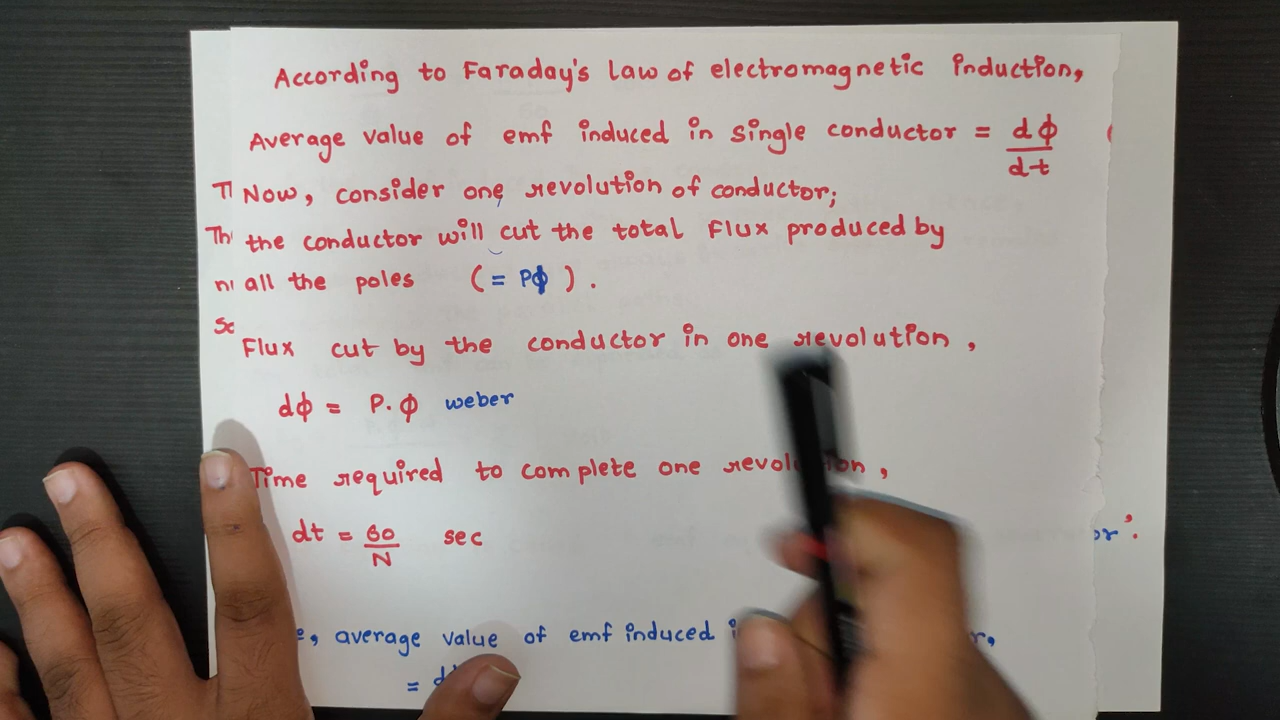 According to Faraday's law of electromagnetic induction,
Average value of emf induced in single conductor = dϕ/dt
Now, consider one revolution of conductor;
the conductor will cut the total flux produced by
all the poles (= Pϕ).
Flux cut by the conductor in one revolution,
dϕ = P.ϕ weber
Time required to complete one revolution,
dt = 60/N sec
average value of emf induced
=